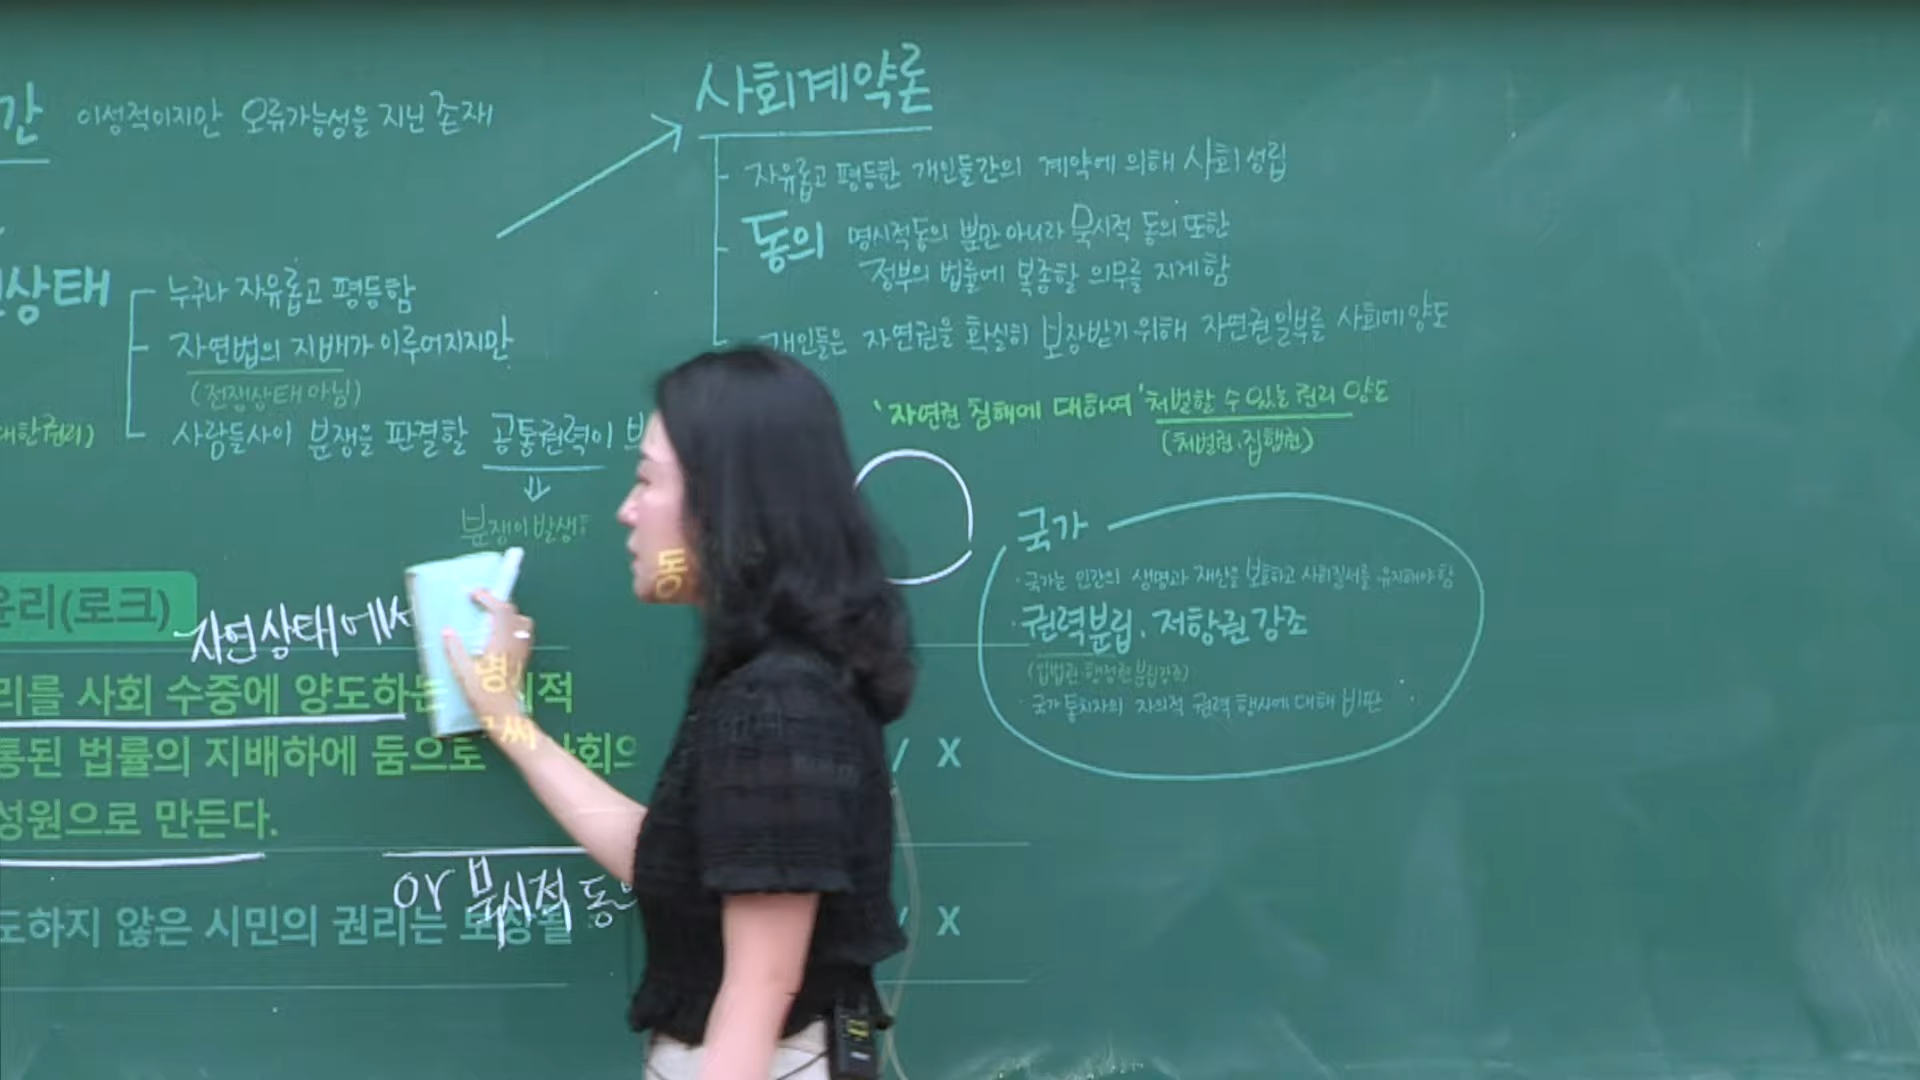 간 이성적이지만 오류가능성을 지닌 존재
상태
누구나 자유롭고 평등함
자연법의 지배가 이루어지지만
(전쟁상태 아님)
사람들사이 분쟁을 판결할 공통권력이
분쟁이 발생
대한 권리)
사회계약론
자유롭고 평등한 개인들간의 계약에 의해 사회 성립
동의 명시적동의 뿐만 아니라 묵시적 동의 또한
정부의 법률에 복종할 의무를 지게 함
개인들은 자연권을 확실히 보장받기 위해 자연권 일부를 사회에 양도
'자연권 침해에 대하여 '처벌할 수 있는 권리 양도
(처벌권, 집행권)
국가
· 국가는 인간의 생명과 재산을 보호하고 사회질서를 유지해야 함
· 권력분립, 저항권 강조
(입법권 행정권 분립강조)
· 국가 통치자의 자의적 권력 행사에 대해 비판
윤리(로크) 자연상태에서
리를 사회 수중에 양도하는
통된 법률의 지배하에 둠으로
성원으로 만든다.
or 묵시적
도하지 않은 시민의 권리는 보장될
/ X
/ X
동